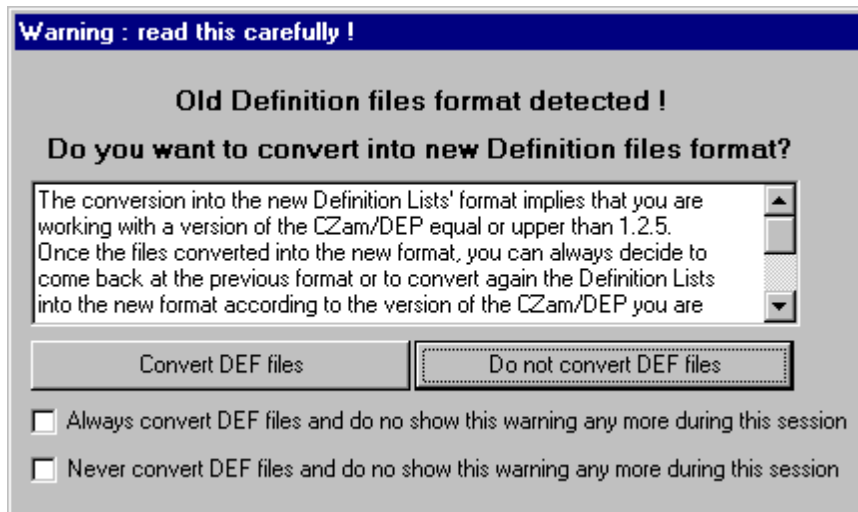 Warning : read this carefully !
Old Definition files format detected !
Do you want to convert into new Definition files format?
The conversion into the new Definition Lists' format implies that you are
working with a version of the CZam/DEP equal or upper than 1.2.5.
Once the files converted into the new format, you can always decide to
come back at the previous format or to convert again the Definition Lists
into the new format according to the version of the CZam/DEP you are
Convert DEF files
Do not convert DEF files
Always convert DEF files and do no show this warning any more during this session
Never convert DEF files and do no show this warning any more during this session